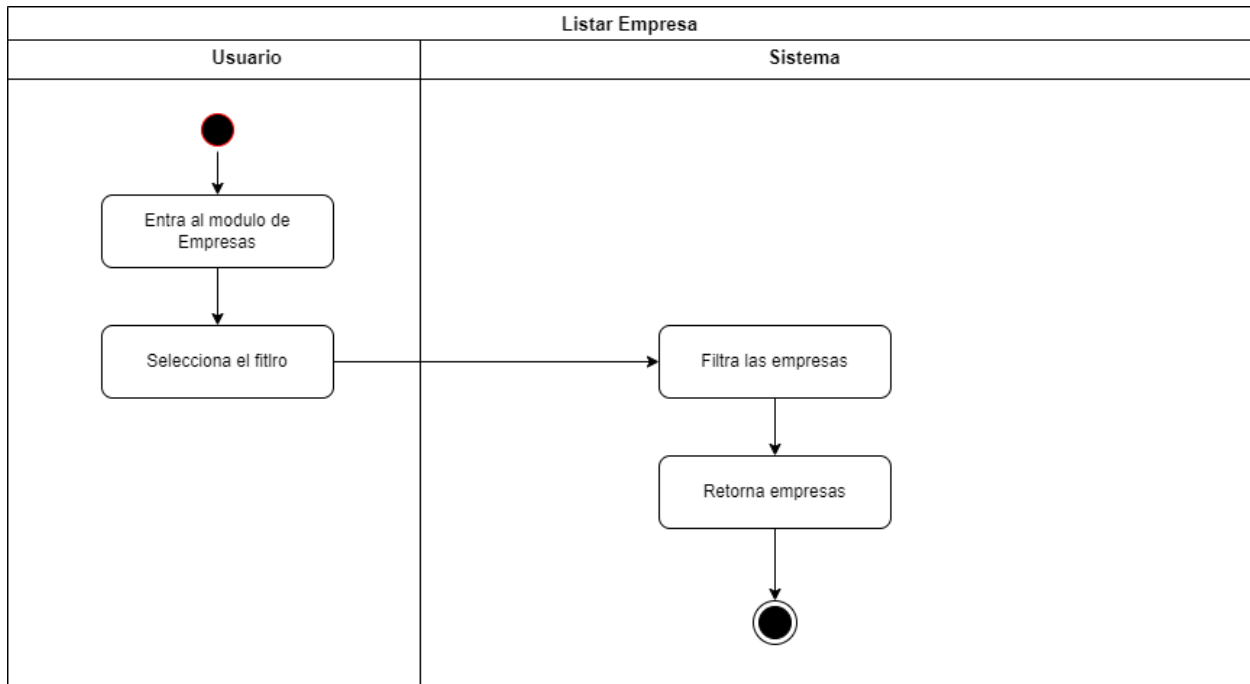 Listar Empresa
Usuario
Sistema
Entra al modulo de
Empresas
Selecciona el fitlro
Filtra las empresas
Retorna empresas